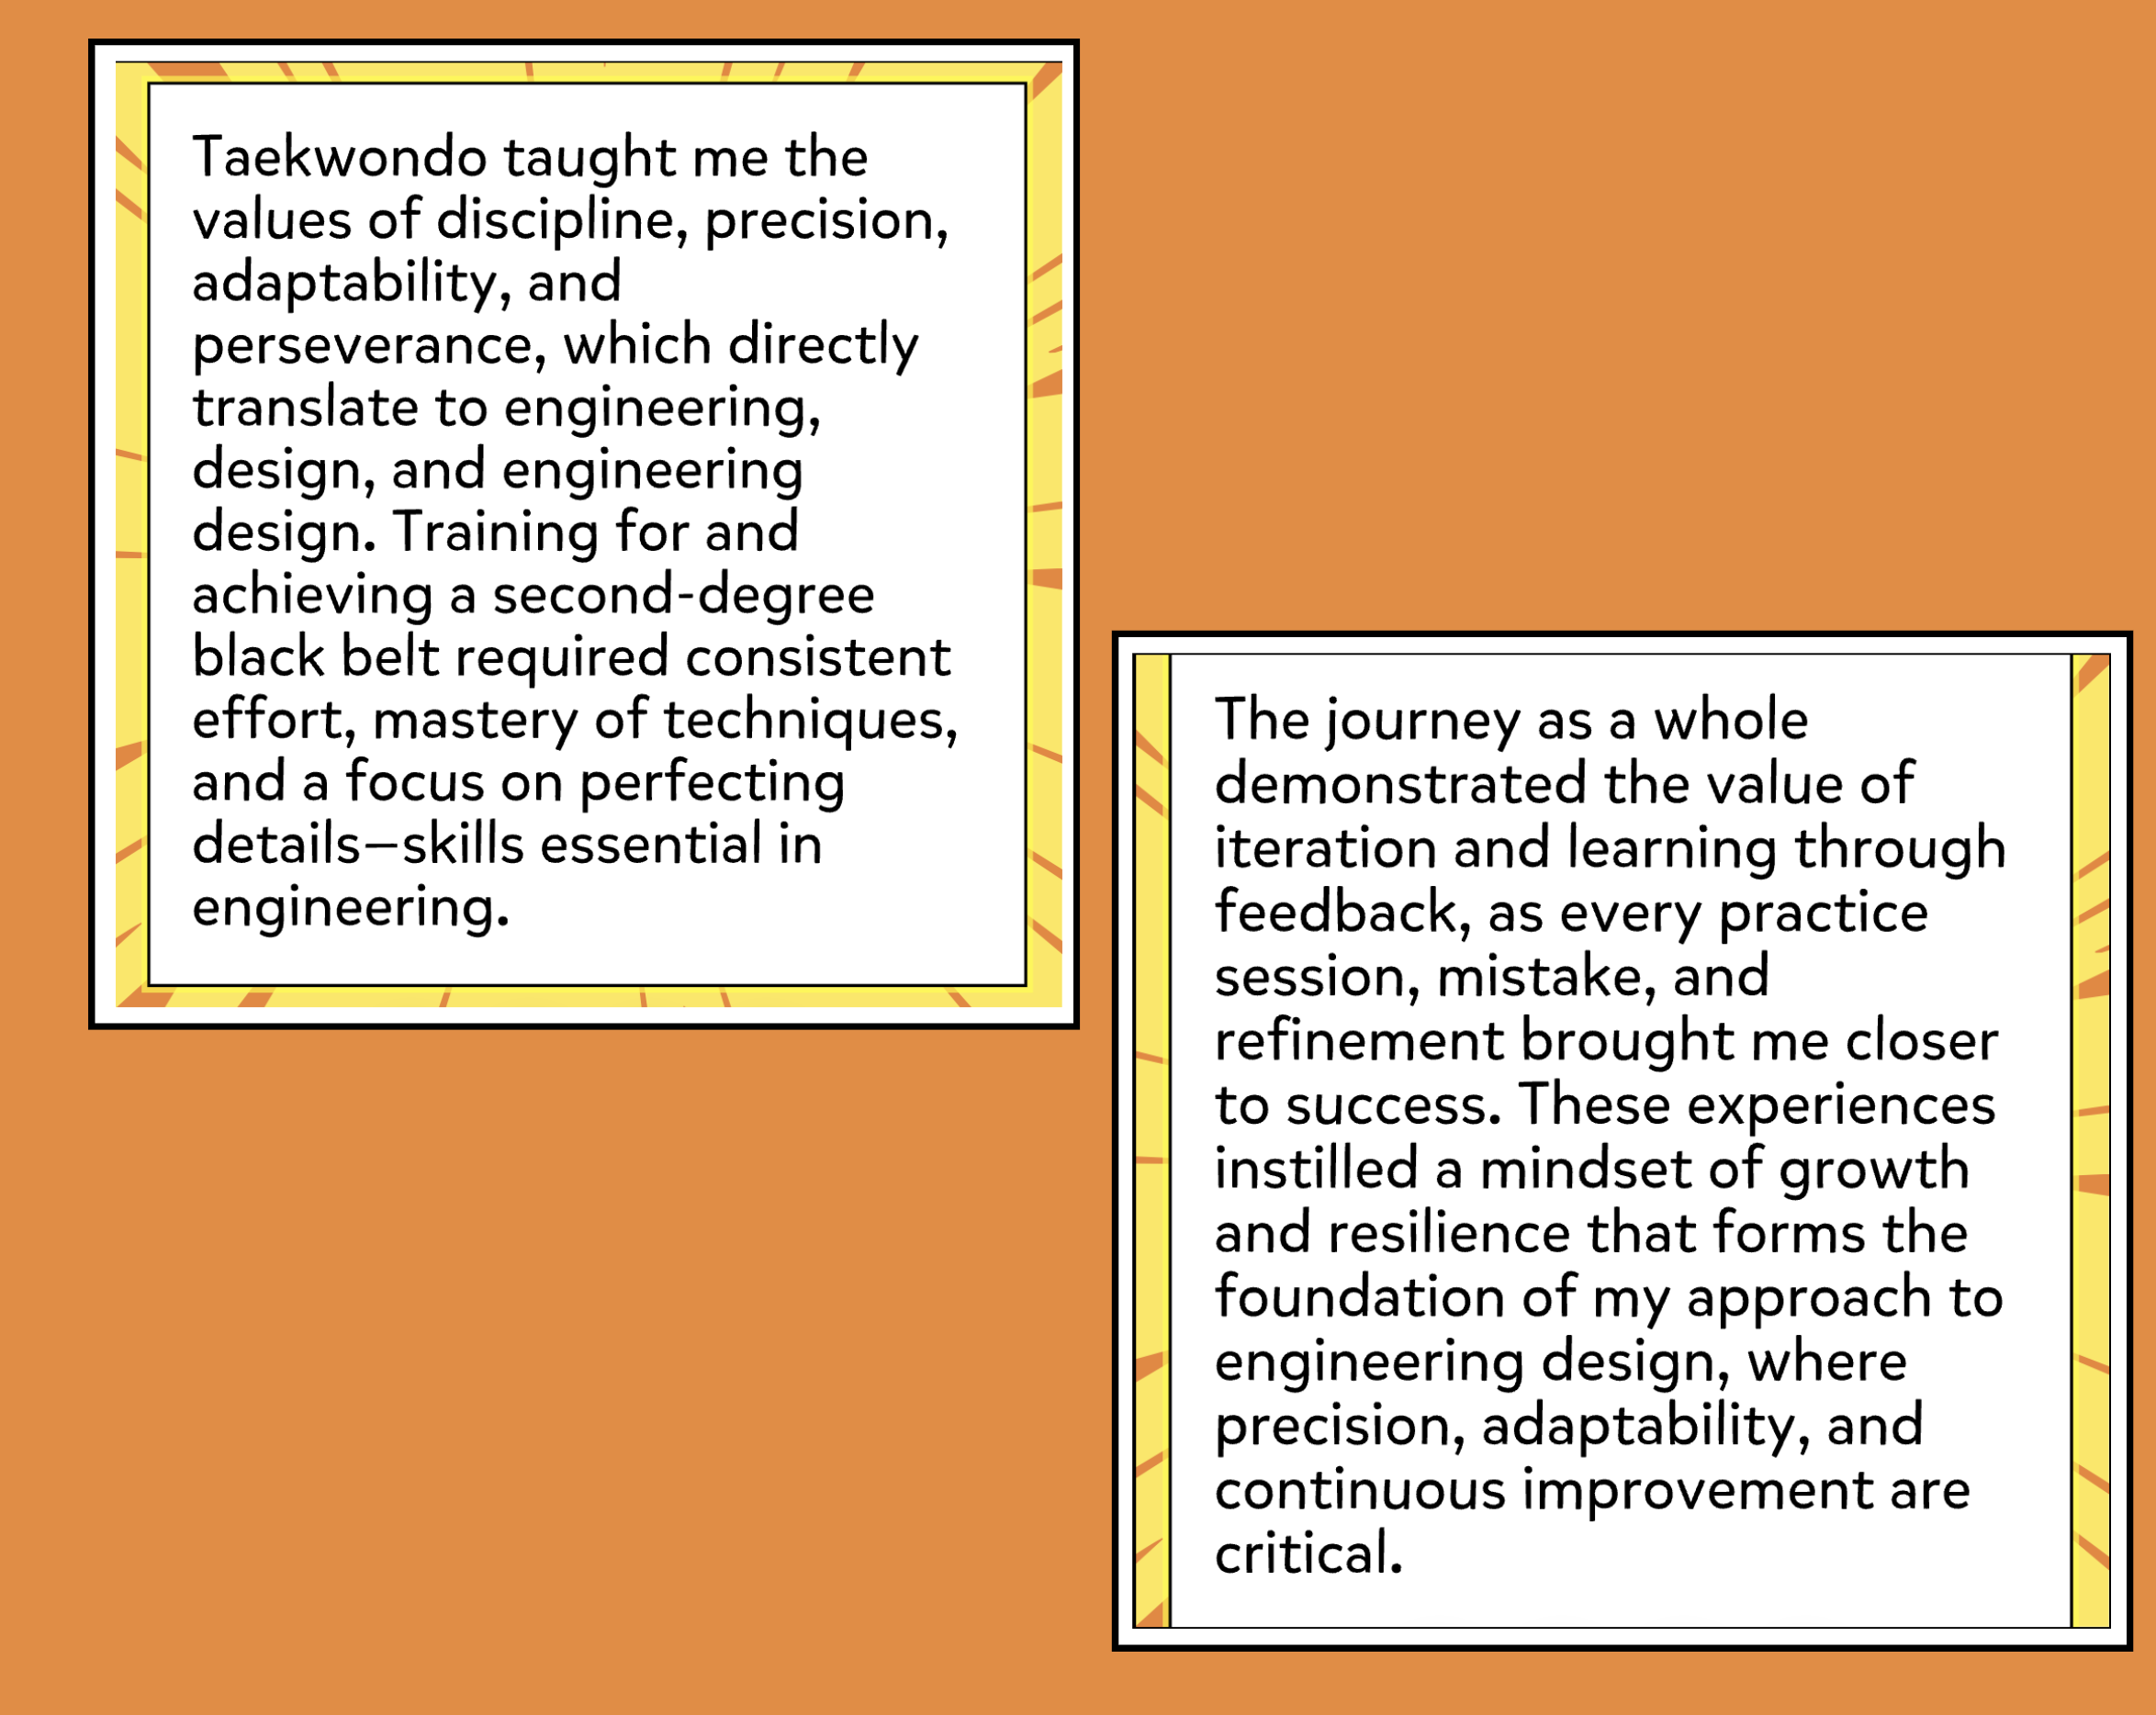 Taekwondo taught me the
values of discipline, precision,
adaptability, and
perseverance, which directly
translate to engineering,
design, and engineering
design. Training for and
achieving a second-degree
black belt required consistent
effort, mastery of techniques,
and a focus on perfecting
details—skills essential in
engineering.
The journey as a whole
demonstrated the value of
iteration and learning through
feedback, as every practice
session, mistake, and
refinement brought me closer
to success. These experiences
instilled a mindset of growth
and resilience that forms the
foundation of my approach to
engineering design, where
precision, adaptability, and
continuous improvement are
critical.